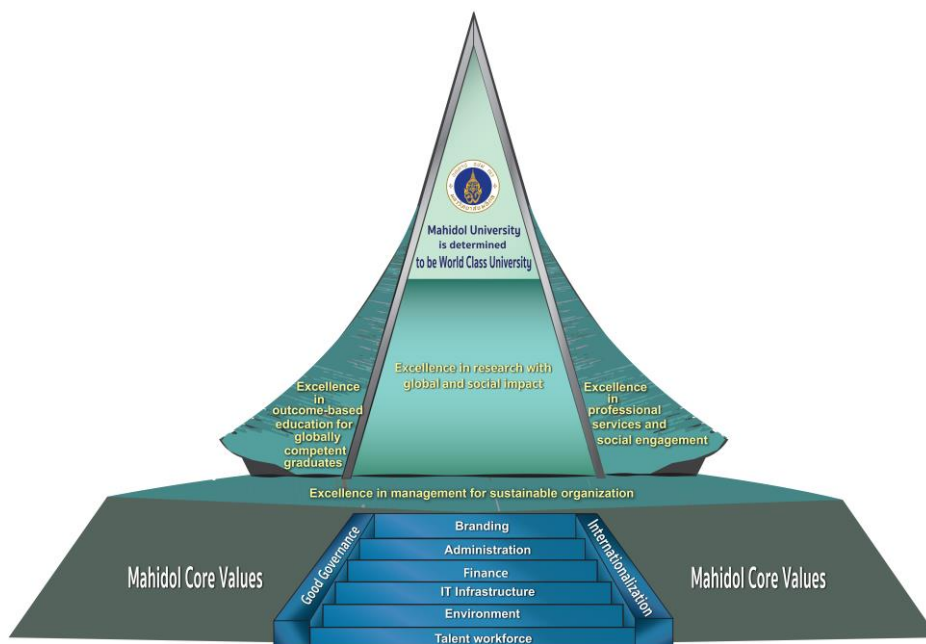 Mahidol University
is determined
to be World Class University
Excellence in research with
global and social impact
Excellence
in
outcome-based
education for
globally
competent
graduates
Excellence
in
professional
services and
social engagement
Excellence in management for sustainable organization
Mahidol Core Values
Good Governance
Branding
Administration
Finance
IT Infrastructure
Environment
Talent workforce
Internationalization
Mahidol Core Values